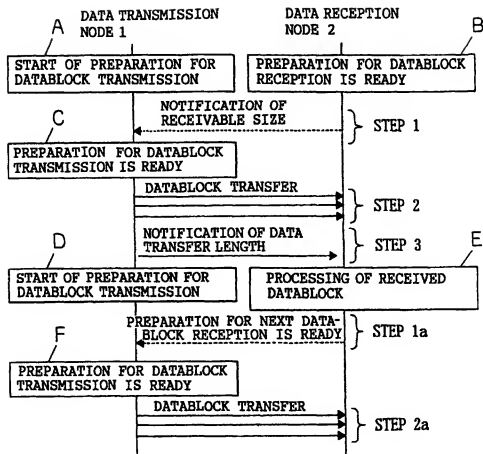 DATA TRANSMISSION
NODE 1
DATA RECEPTION
NODE 2
A
B
START OF PREPARATION FOR
DATABLOCK TRANSMISSION
PREPARATION FOR DATABLOCK
RECEPTION IS READY
NOTIFICATION OF
RECEIVABLE SIZE
STEP 1
C
PREPARATION FOR DATABLOCK
TRANSMISSION IS READY
DATABLOCK TRANSFER
STEP 2
NOTIFICATION OF DATA
TRANSFER LENGTH
STEP 3
D
E
START OF PREPARATION FOR
DATABLOCK TRANSMISSION
PROCESSING OF RECEIVED
DATABLOCK
PREPARATION FOR NEXT DATA-
BLOCK RECEPTION IS READY
STEP 1a
F
PREPARATION FOR DATABLOCK
TRANSMISSION IS READY
DATABLOCK TRANSFER
STEP 2a